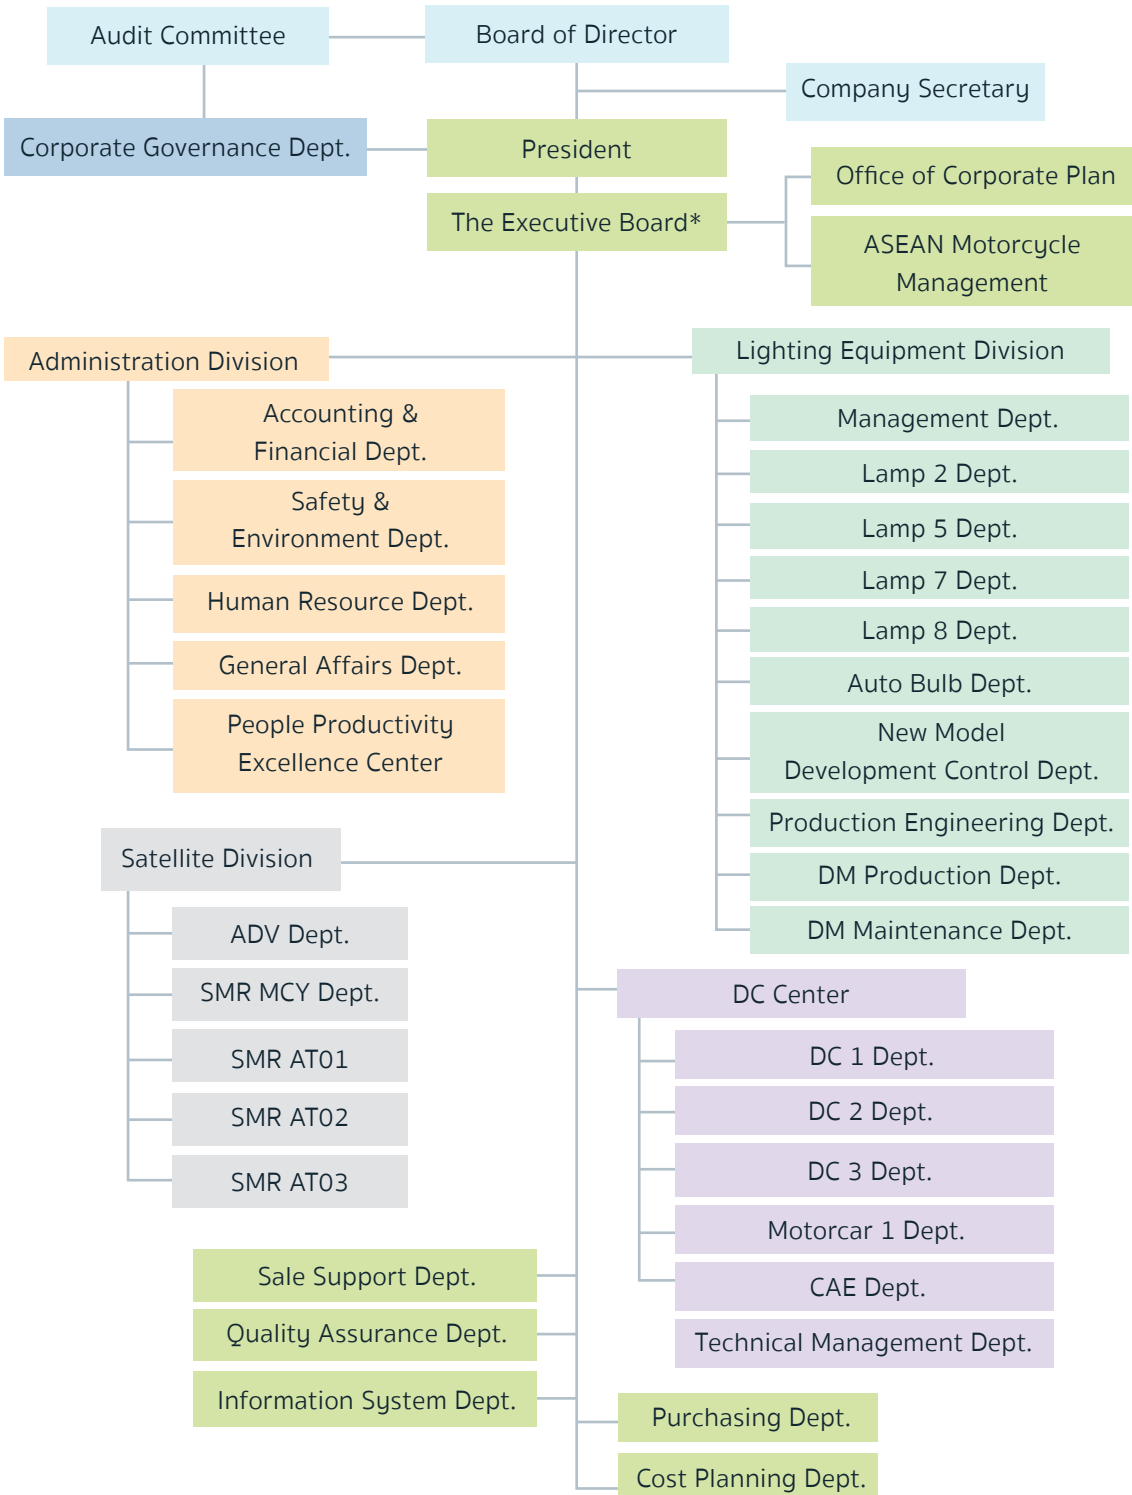 Audit Committee
Board of Director
Company Secretary
Corporate Governance Dept.
President
Office of Corporate Plan
The Executive Board*
ASEAN Motorcycle
Management
Administration Division
Lighting Equipment Division
Accounting &
Financial Dept.
Safety &
Environment Dept.
Human Resource Dept.
General Affairs Dept.
People Productivity
Excellence Center
Management Dept.
Lamp 2 Dept.
Lamp 5 Dept.
Lamp 7 Dept.
Lamp 8 Dept.
Auto Bulb Dept.
New Model
Development Control Dept.
Production Engineering Dept.
DM Production Dept.
DM Maintenance Dept.
Satellite Division
ADV Dept.
SMR MCY Dept.
SMR AT01
SMR AT02
SMR AT03
DC Center
DC 1 Dept.
DC 2 Dept.
DC 3 Dept.
Motorcar 1 Dept.
CAE Dept.
Technical Management Dept.
Sale Support Dept.
Quality Assurance Dept.
Information System Dept.
Purchasing Dept.
Cost Planning Dept.